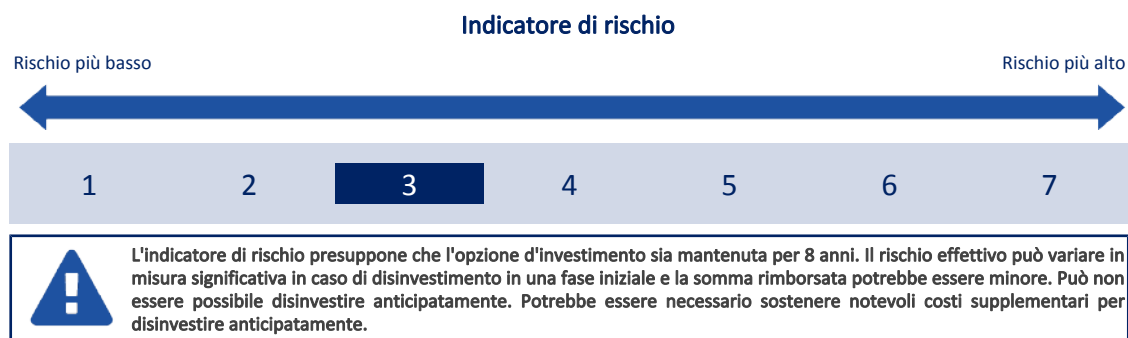 Indicatore di rischio
Rischio più basso
Rischio più alto
1 2 3 4 5 6 7
L'indicatore di rischio presuppone che l'opzione d'investimento sia mantenuta per 8 anni. Il rischio effettivo può variare in
misura significativa in caso di disinvestimento in una fase iniziale e la somma rimborsata potrebbe essere minore. Può non
essere possibile disinvestire anticipatamente. Potrebbe essere necessario sostenere notevoli costi supplementari per
disinvestire anticipatamente.